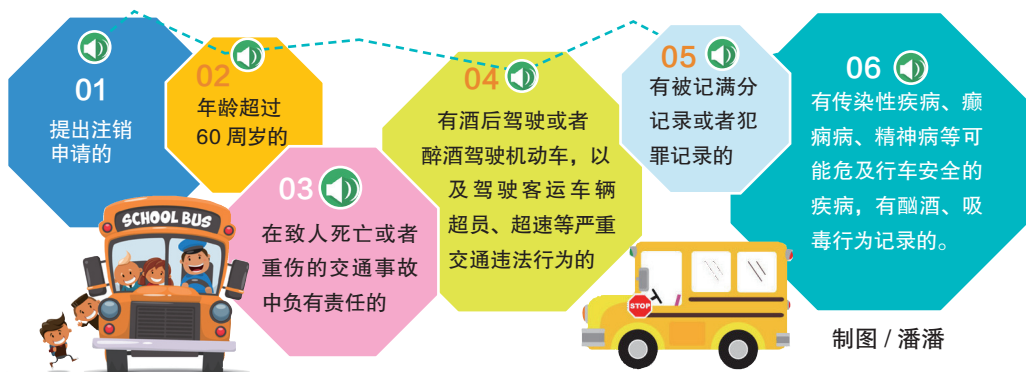 01
提出注销
申请的
02
年龄超过
60 周岁的
03
在致人死亡或者
重伤的交通事故
中负有责任的
04
有酒后驾驶或者
醉酒驾驶机动车，以
及驾驶客运车辆
超员、超速等严重
交通违法行为的
05
有被记满分
记录或者犯
罪记录的
06
有传染性疾病、癫
痫病、精神病等可
能危及行车安全的
疾病，有酗酒、吸
毒行为记录的。
SCHOOL BUS
STOP
制图 / 潘潘